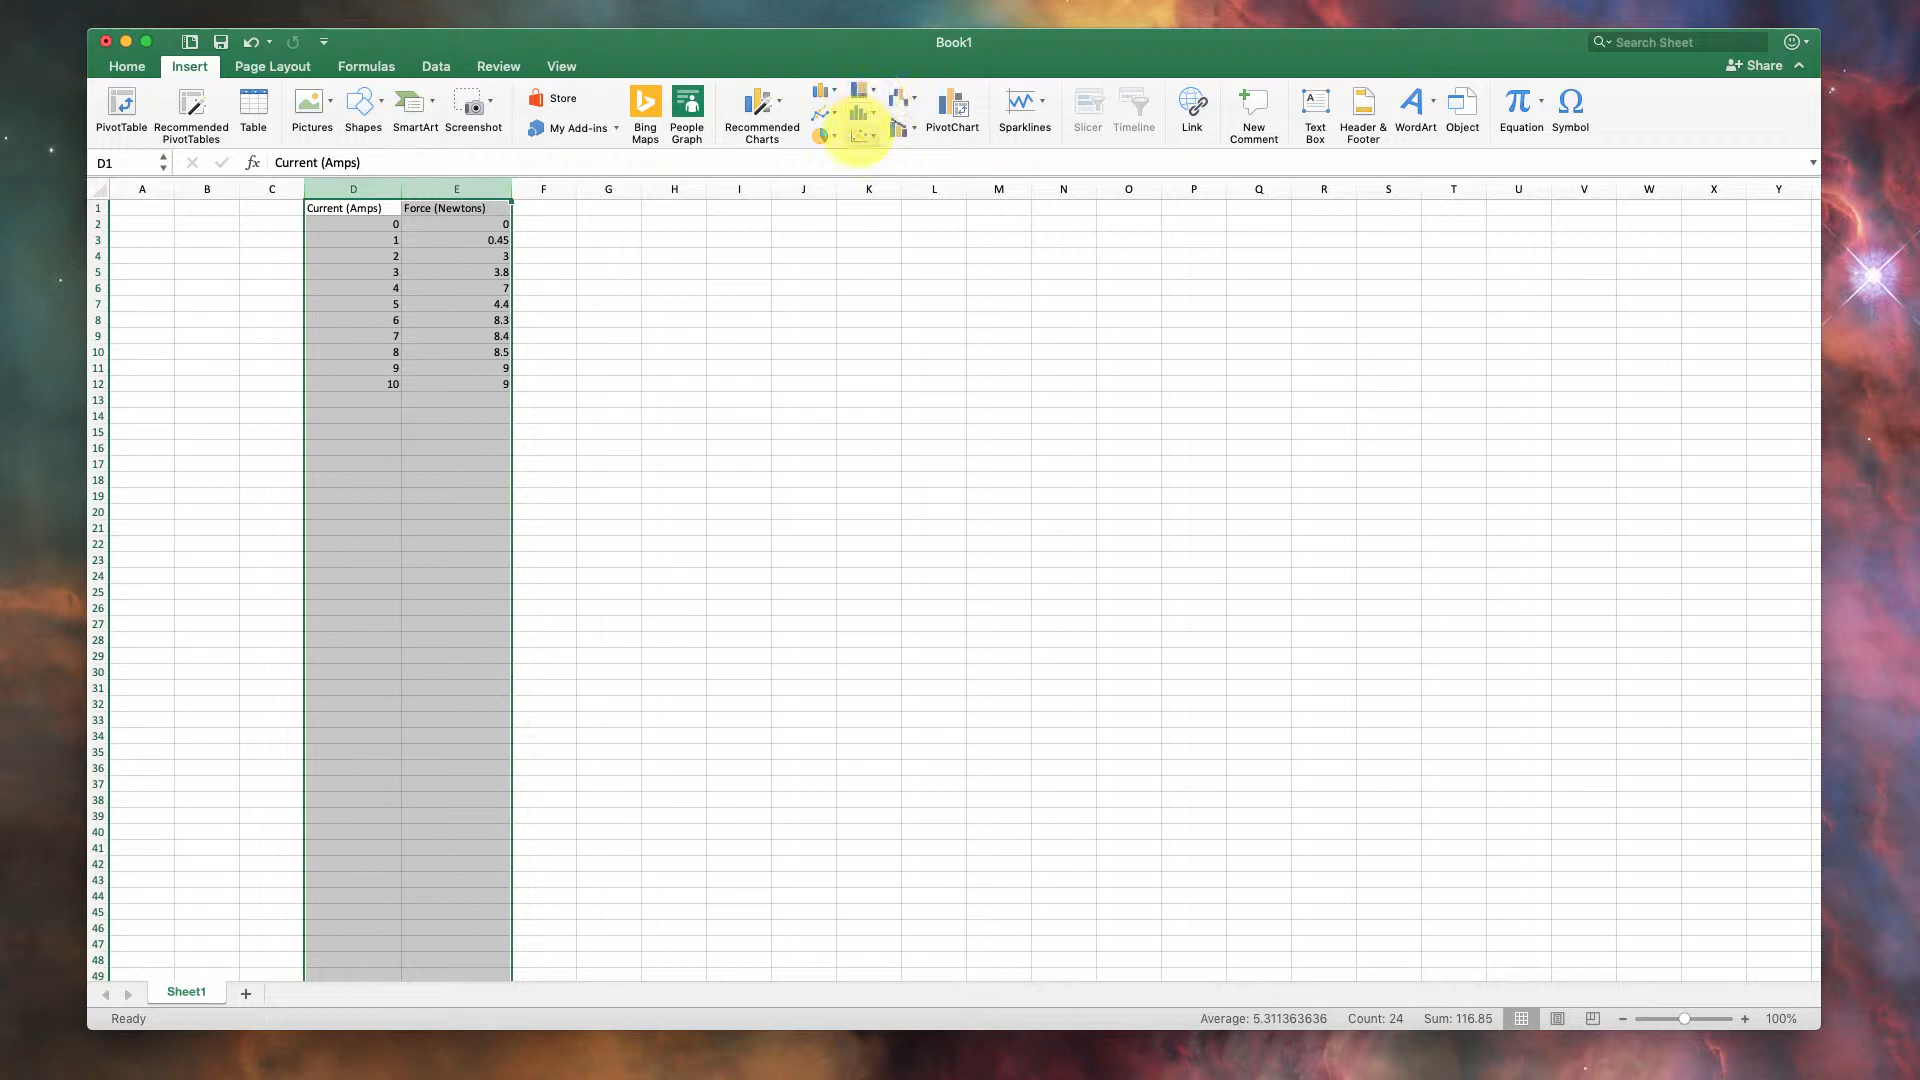 Book1
Search Sheet
Home Insert Page Layout Formulas Data Review View
Share
PivotTable
Recommended
PivotTables
Table
Pictures
Shapes
SmartArt
Screenshot
Store
My Add-ins
Bing
Maps
People
Graph
Recommended
Charts
PivotChart
Sparklines
Slicer
Timeline
Link
New
Comment
Text
Box
Header &
Footer
WordArt
Object
Equation
Symbol
D1 fx Current (Amps)
A B C D E F G H I J K L M N O P Q R S T U V W X Y
1 Current (Amps) Force (Newtons)
2 0 0
3 1 0.45
4 2 3
5 3 3.8
6 4 7
7 5 4.4
8 6 8.3
9 7 8.4
10 8 8.5
11 9 9
12 10 9
13
14
15
16
17
18
19
20
21
22
23
24
25
26
27
28
29
30
31
32
33
34
35
36
37
38
39
40
41
42
43
44
45
46
47
48
49
Sheet1 +
Ready Average: 5.311363636 Count: 24 Sum: 116.85 100%